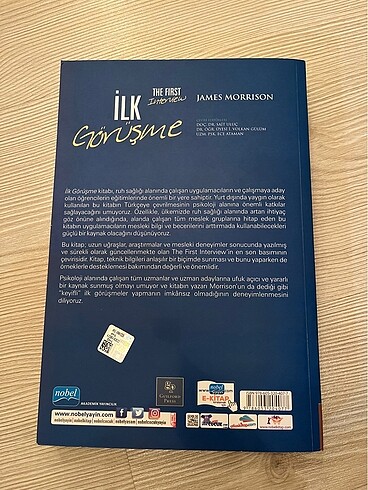 İLK
THE FIRST
Interview
Görüşme
JAMES MORRISON
DOÇ. DR. SAİT ULUÇ
DR. ÖĞR. ÜYESİ İ. VOLKAN GÜLÜM
UZM. PSK. ECE ATAMAN
İlk Görüşme kitabı, ruh sağlığı alanında çalışan uygulamacıların ve çalışmaya aday
olan öğrencilerin eğitimlerinde önemli bir yere sahiptir. Yurt dışında yaygın olarak
kullanılan bu kitabın Türkçeye çevrilmesinin psikoloji alanına önemli katkılar
sağlayacağını umuyoruz. Özellikle, ülkemizde ruh sağlığı alanında artan ihtiyaç
göz önüne alındığında, alanda çalışan tüm meslek gruplarına hitap eden bu
kitabın uygulamacıların mesleki bilgi ve becerilerini arttırmada kullanabilecekleri
güçlü bir kaynak olacağını düşünüyoruz.
Bu kitap; uzun uğraşlar, araştırmalar ve mesleki deneyimler sonucunda yazılmış
ve sürekli olarak güncellenmekte olan The First Interview'in en son basımının
çevirisidir. Kitap, teknik bilgileri anlaşılır bir biçimde sunması ve bunu yaparken de
örneklerle desteklemesi bakımından değerli ve önemlidir.
Psikoloji alanında çalışan tüm uzmanlar ve uzman adaylarına ufuk açıcı ve yararlı
bir kaynak sunmuş olmayı umuyor ve kitabın yazarı Morrison'un da dediği gibi
"keyifli" ilk görüşmeler yapmanın imkânsız olmadığının deneyimlenmesini
diliyoruz.
nobel
AKADEMİK YAYINCILIK
GUILFORD
PRESS
E-KİTAP
www.nobelyayin.com